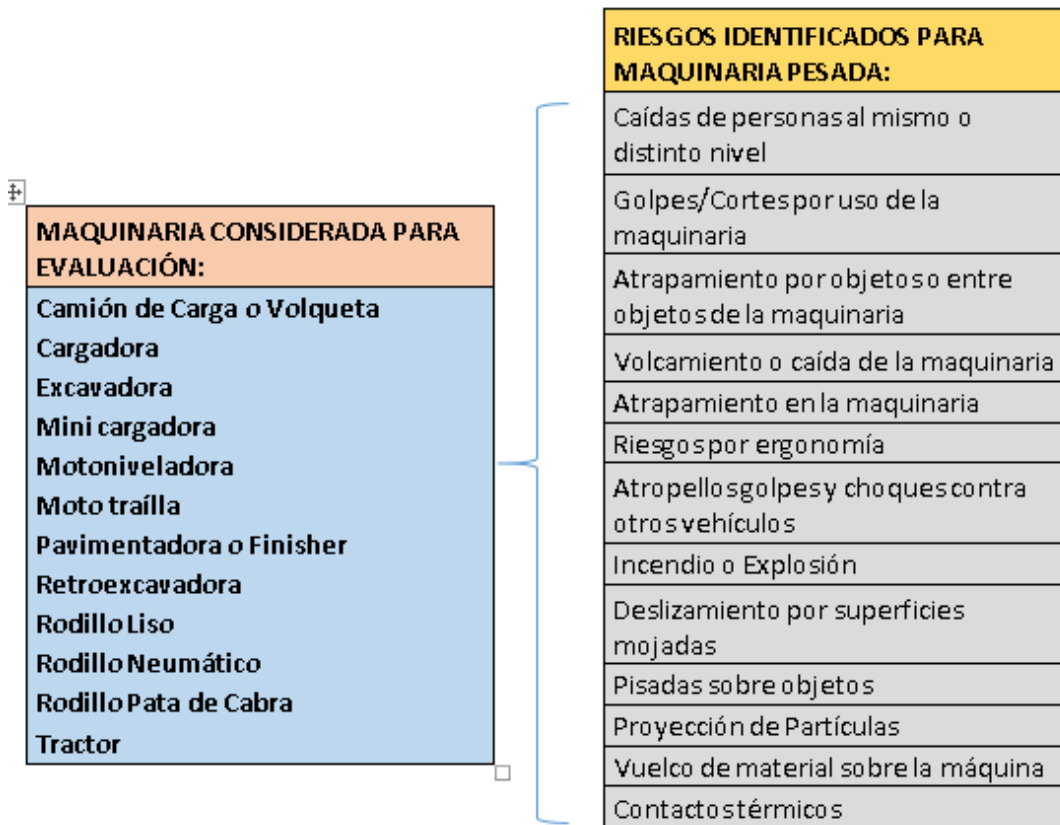 MAQUINARIA CONSIDERADA PARA
EVALUACIÓN:
Camión de Carga o Volqueta
Cargadora
Excavadora
Mini cargadora
Motoniveladora
Moto traílla
Pavimentadora o Finisher
Retroexcavadora
Rodillo Liso
Rodillo Neumático
Rodillo Pata de Cabra
Tractor
RIESGOS IDENTIFICADOS PARA
MAQUINARIA PESADA:
Caídas de personas al mismo o
distinto nivel
Golpes/Cortes por uso de la
maquinaria
Atrapamiento por objetos o entre
objetos de la maquinaria
Volcamiento o caída de la maquinaria
Atrapamiento en la maquinaria
Riesgos por ergonomía
Atropellos golpes y choques contra
otros vehículos
Incendio o Explosión
Deslizamiento por superficies
mojadas
Pisadas sobre objetos
Proyección de Partículas
Vuelco de material sobre la máquina
Contactos térmicos